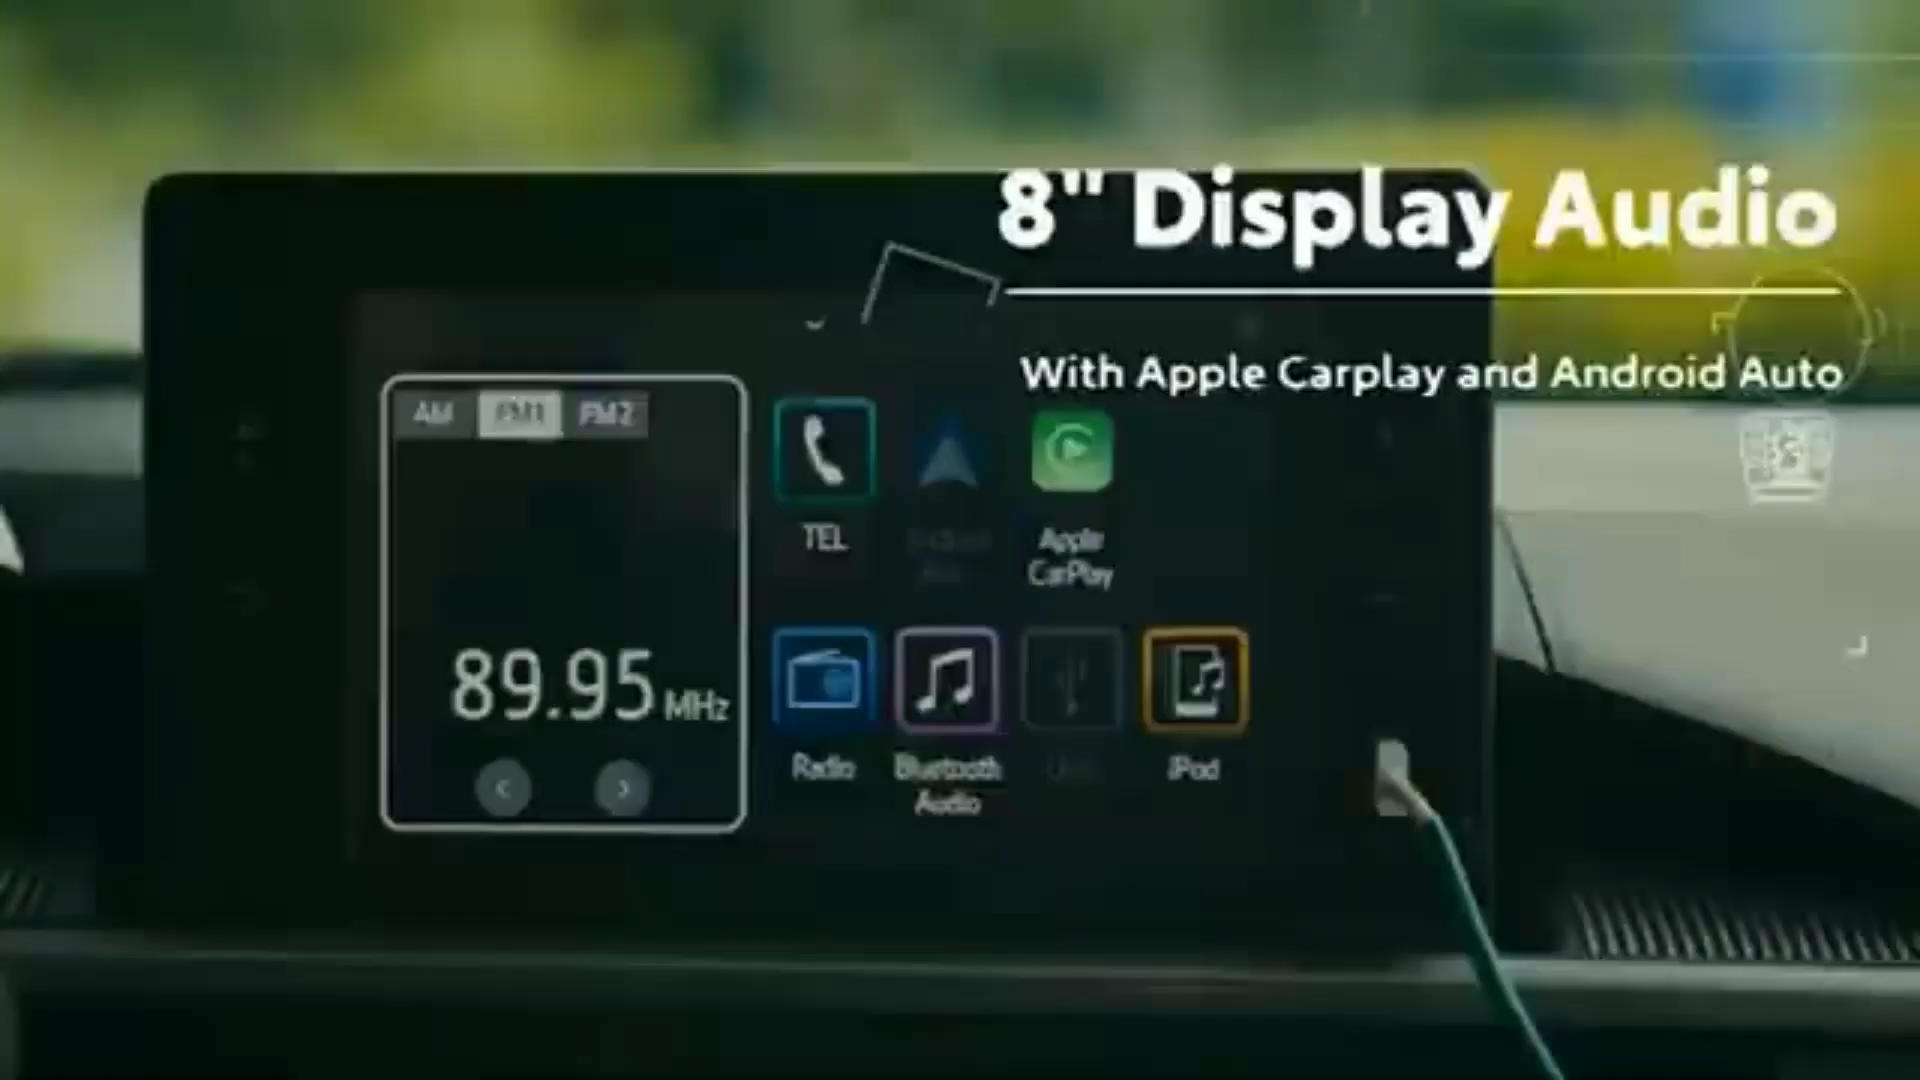 8" Display Audio
With Apple Carplay and Android Auto
AM FM1 FM2
89.95 MHz
TEL
Apple
CarPlay
Radio
Bluetooth
Audio
iPod